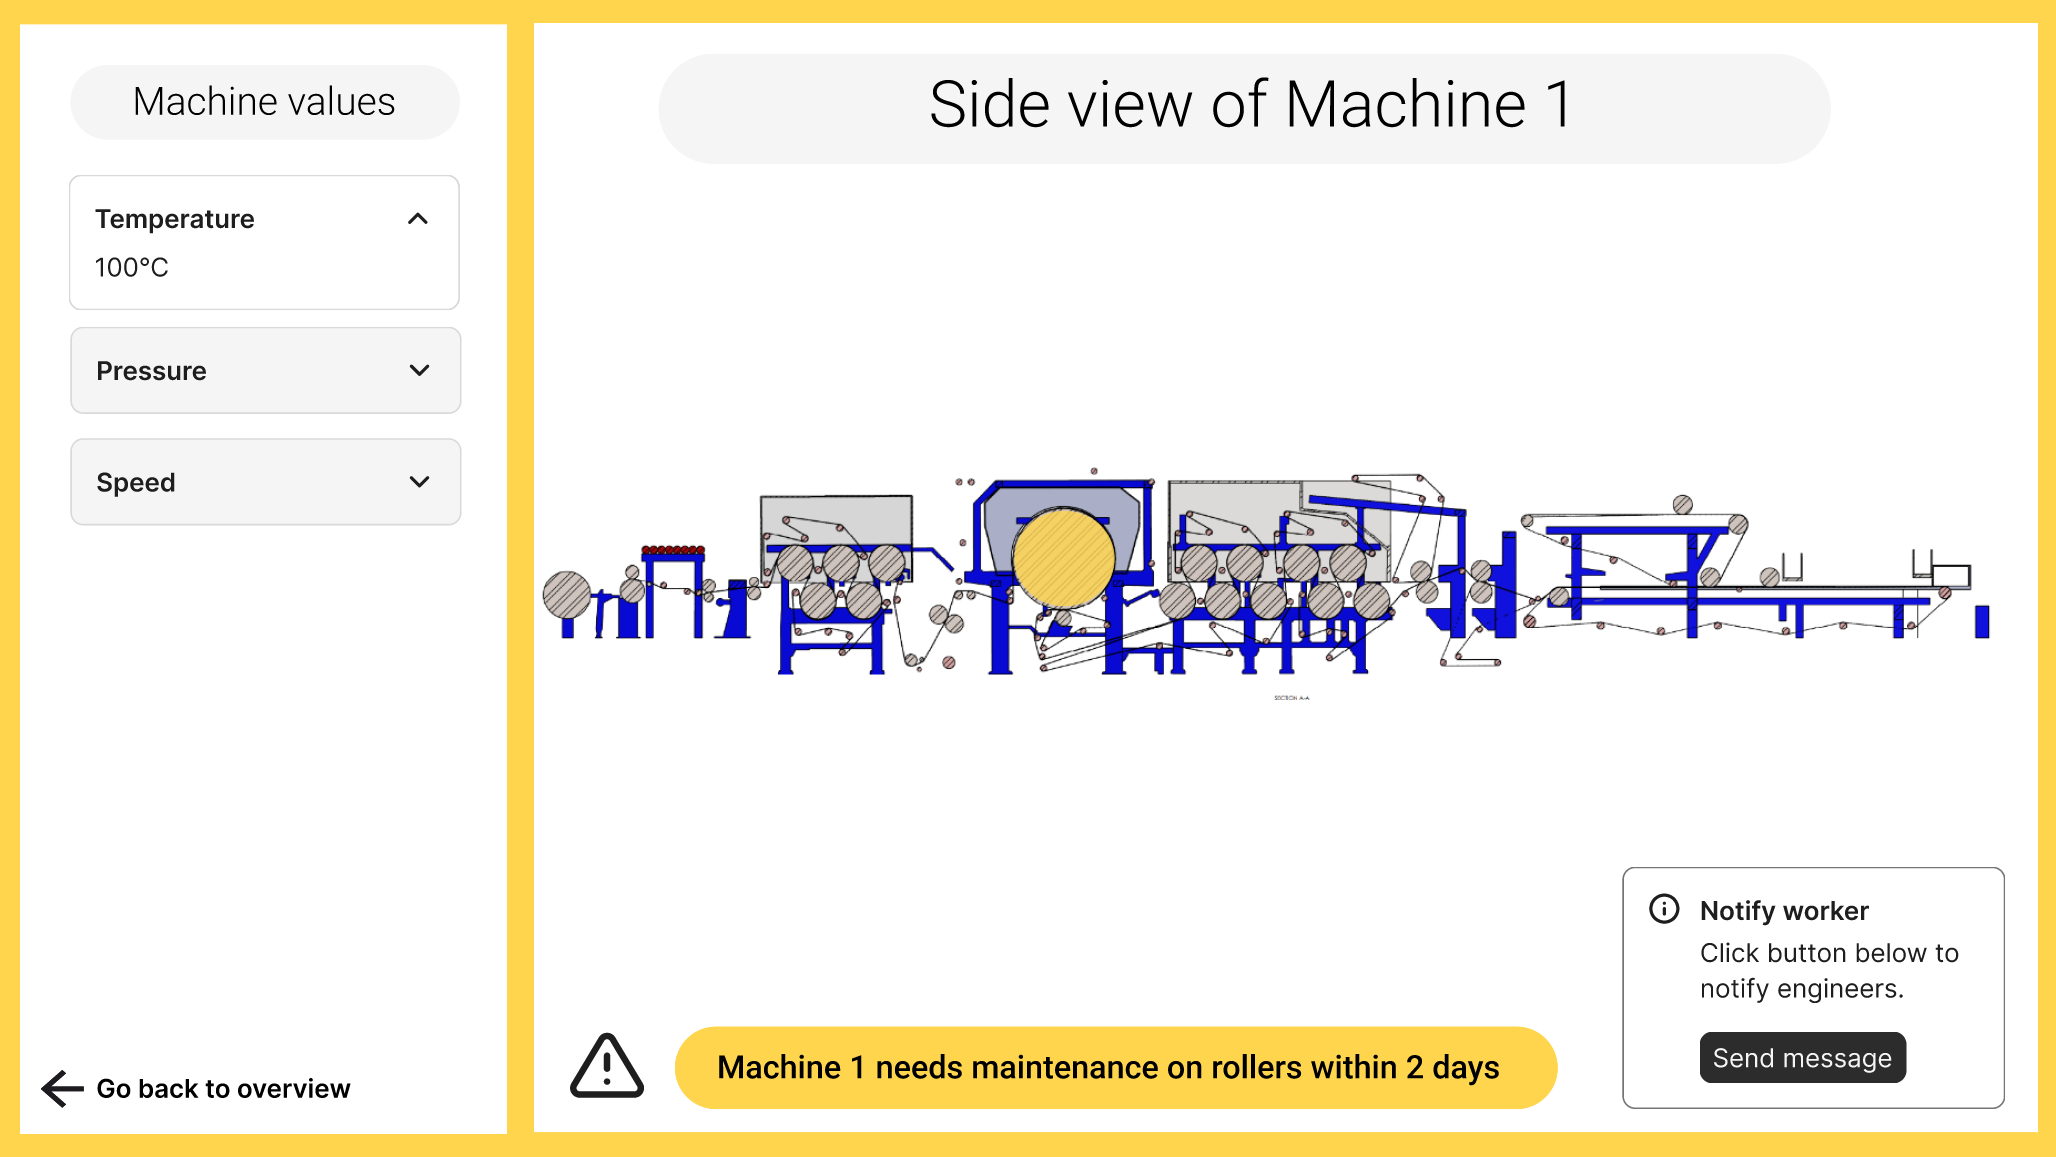 Machine values
Temperature
100°C
Pressure
Speed
Go back to overview
Side view of Machine 1
SECTION A-A
Machine 1 needs maintenance on rollers within 2 days
Notify worker
Click button below to
notify engineers.
Send message